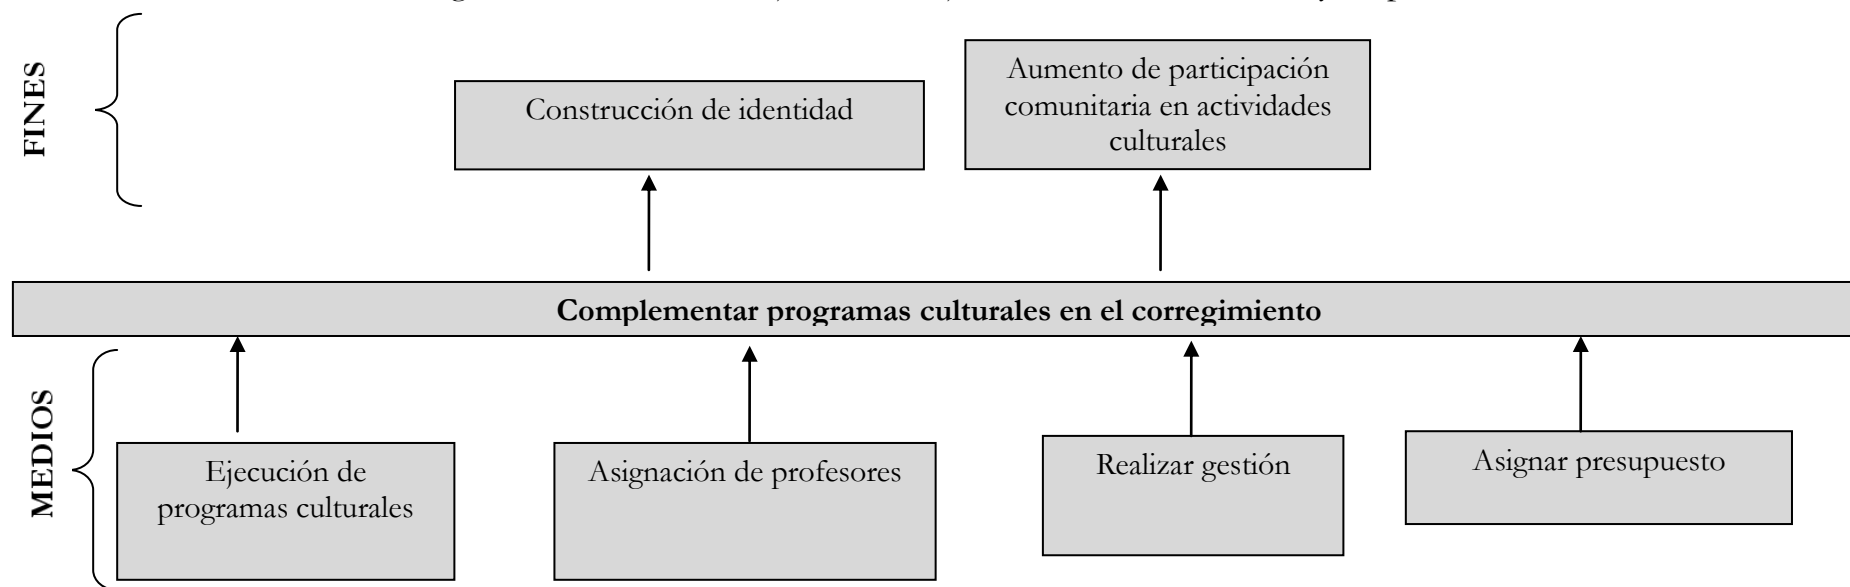 FINES
Construcción de identidad
Aumento de participación
comunitaria en actividades
culturales
Complementar programas culturales en el corregimiento
MEDIOS
Ejecución de
programas culturales
Asignación de profesores
Realizar gestión
Asignar presupuesto